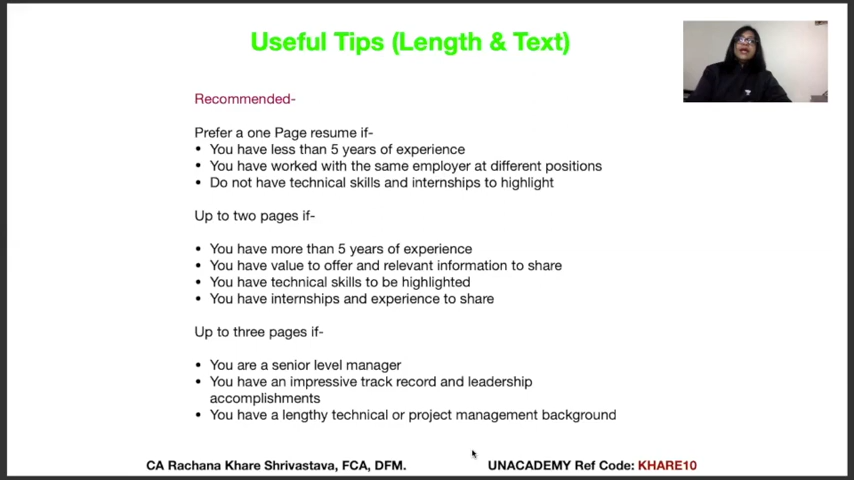 Useful Tips (Length & Text)
Recommended-
Prefer a one Page resume if-
• You have less than 5 years of experience
• You have worked with the same employer at different positions
• Do not have technical skills and internships to highlight
Up to two pages if-
• You have more than 5 years of experience
• You have value to offer and relevant information to share
• You have technical skills to be highlighted
• You have internships and experience to share
Up to three pages if-
• You are a senior level manager
• You have an impressive track record and leadership
accomplishments
• You have a lengthy technical or project management background
CA Rachana Khare Shrivastava, FCA, DFM.
UNACADEMY Ref Code: KHARE10